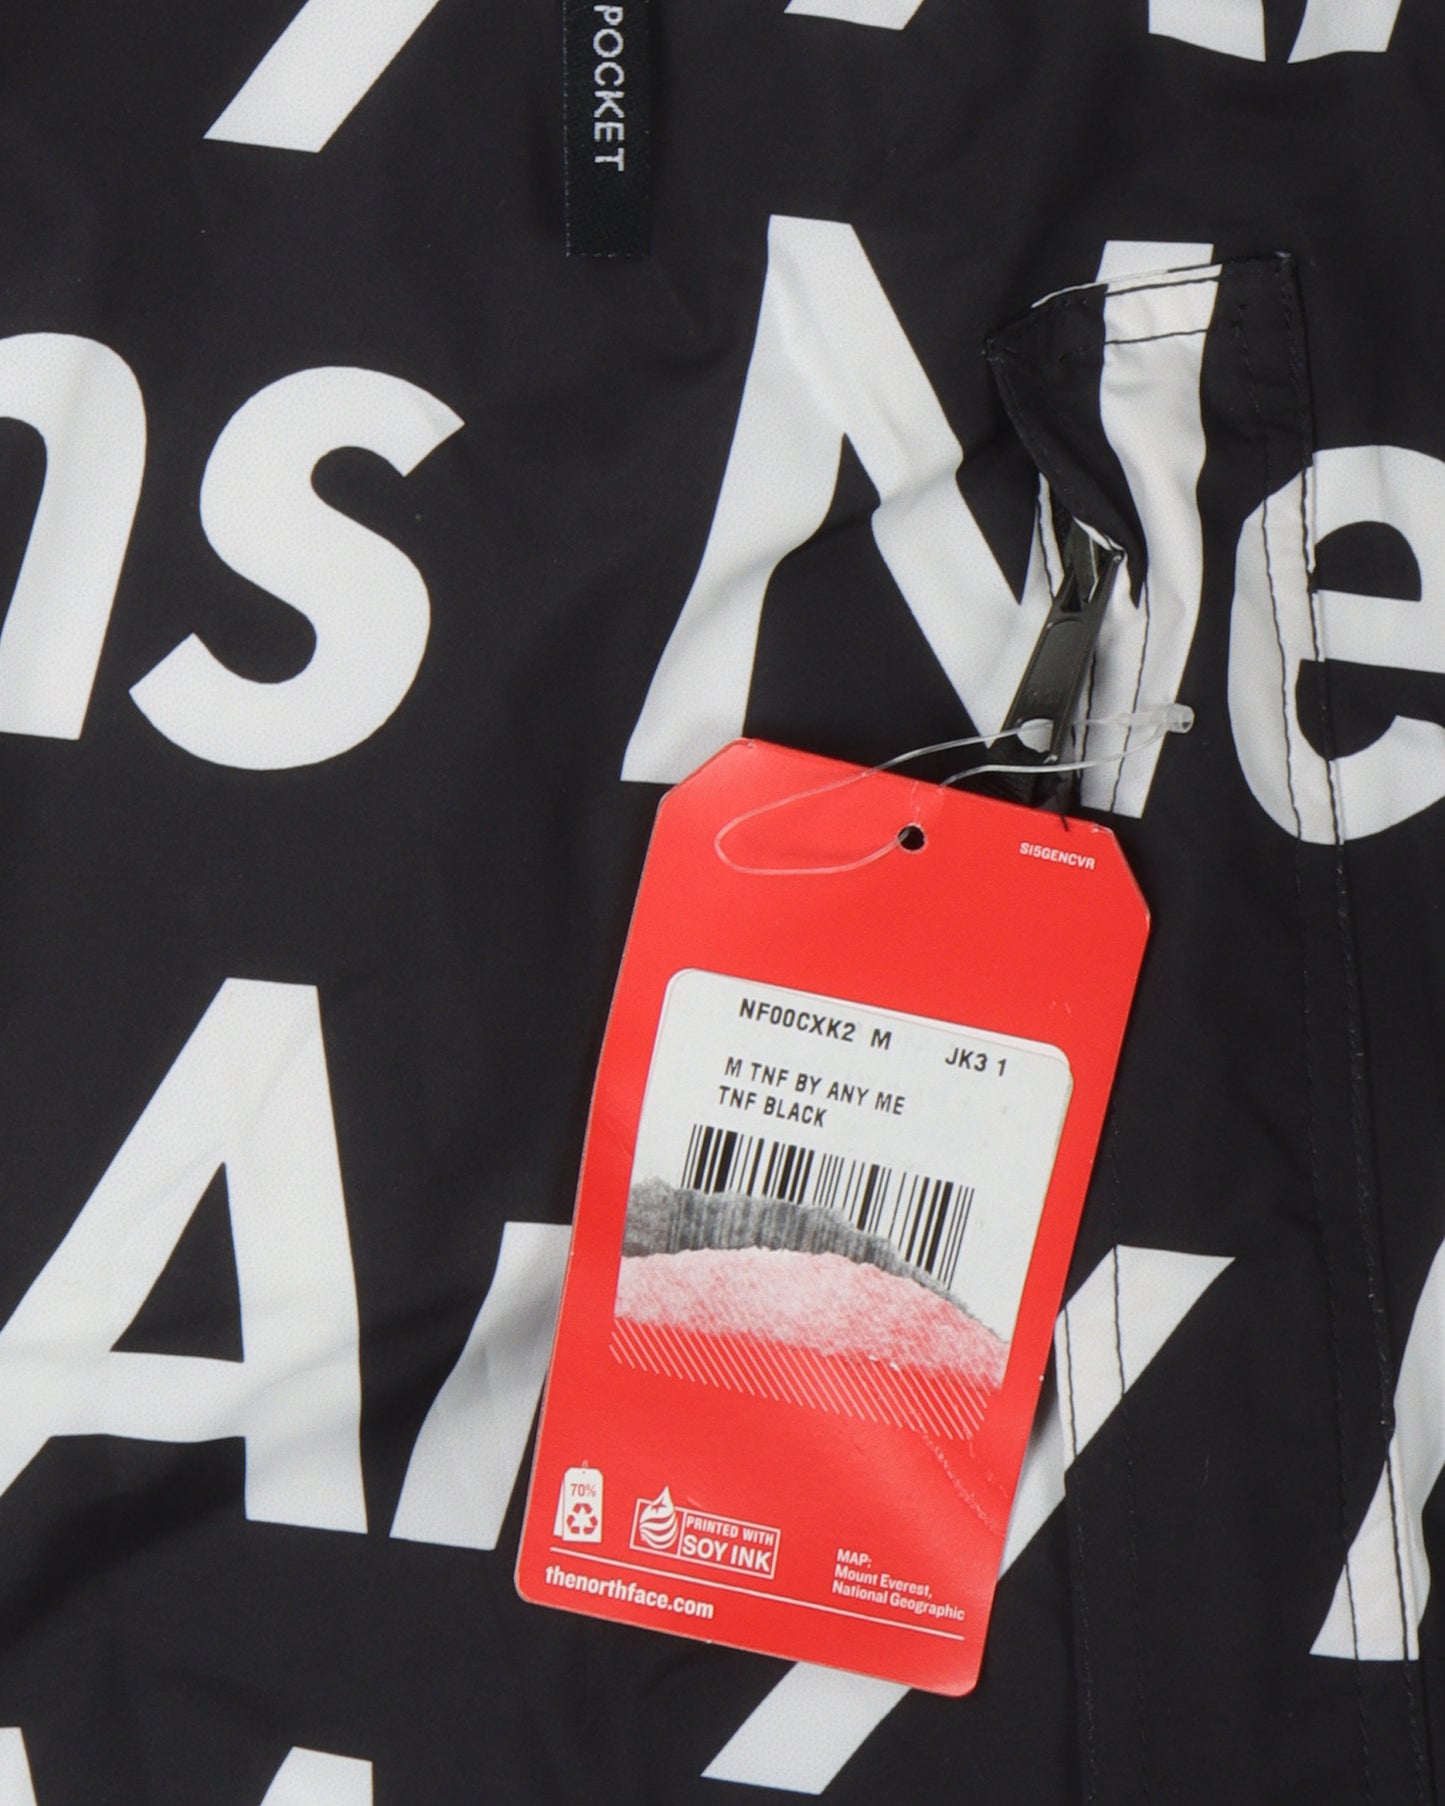 POCKET
ns Ne
SI5GENCVR
NF00CXK2 M JK3 1
M TNF BY ANY ME
TNF BLACK
An
70%
PRINTED WITH
SOY INK
MAP:
Mount Everest,
National Geographic
thenorthface.com